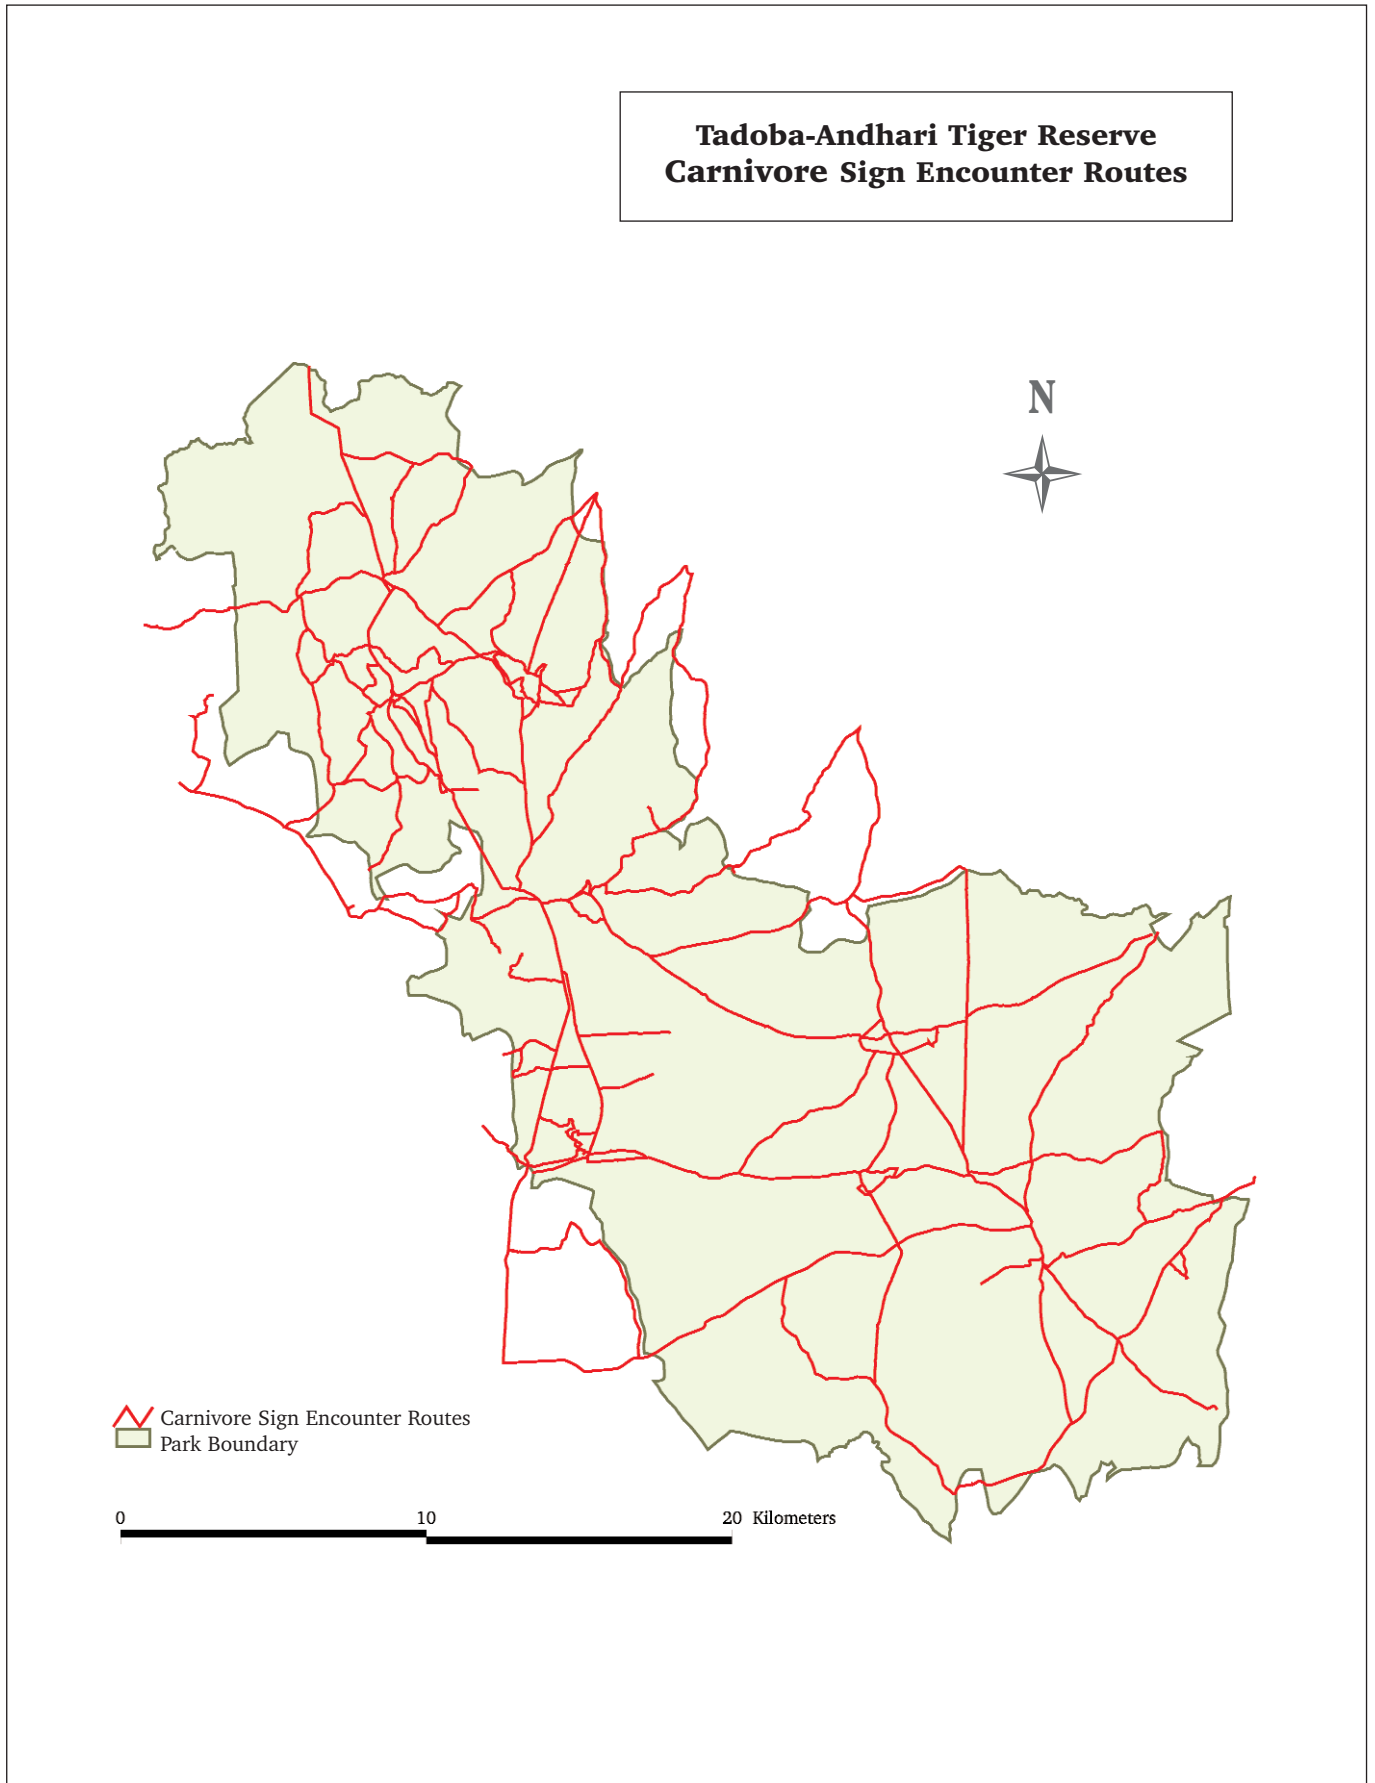 Tadoba-Andhari Tiger Reserve
Carnivore Sign Encounter Routes
N
Carnivore Sign Encounter Routes
Park Boundary
0 10 20 Kilometers